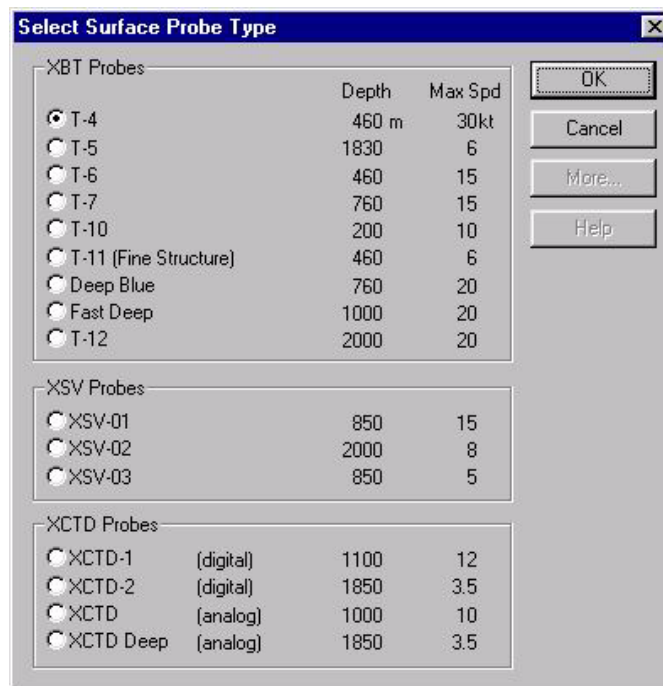 Select Surface Probe Type
XBT Probes
Depth Max Spd
T-4 460 m 30kt
T-5 1830 6
T-6 460 15
T-7 760 15
T-10 200 10
T-11 (Fine Structure) 460 6
Deep Blue 760 20
Fast Deep 1000 20
T-12 2000 20
OK
Cancel
More...
Help
XSV Probes
XSV-01 850 15
XSV-02 2000 8
XSV-03 850 5
XCTD Probes
XCTD-1 (digital) 1100 12
XCTD-2 (digital) 1850 3.5
XCTD (analog) 1000 10
XCTD Deep (analog) 1850 3.5